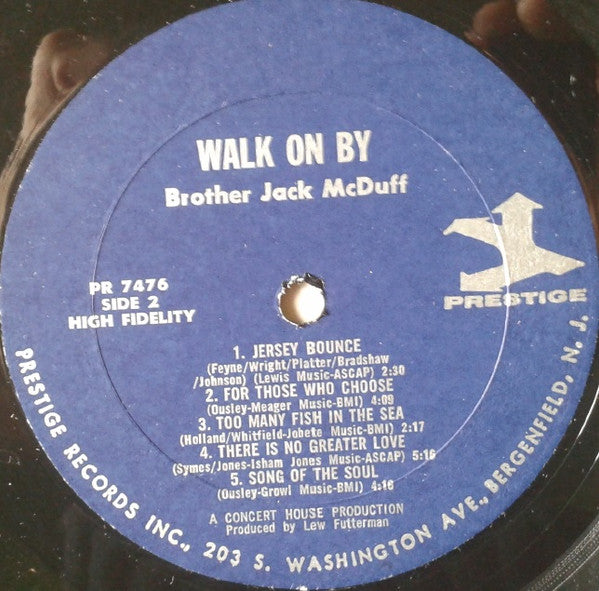 WALK ON BY
Brother Jack McDuff
PRESTIGE
PR 7476
SIDE 2
HIGH FIDELITY
1. JERSEY BOUNCE
(Feyne/Wright/Platter/Bradshaw
/Johnson) (Lewis Music-ASCAP) 2:30
2. FOR THOSE WHO CHOOSE
(Ousley-Meager Music-BMI) 4:09
3. TOO MANY FISH IN THE SEA
(Holland/Whitfield-Jobete Music-BMI) 2:17
4. THERE IS NO GREATER LOVE
(Symes/Jones-Isham Jones Music-ASCAP) 5:16
5. SONG OF THE SOUL
(Ousley-Growl Music-BMI) 4:16
A CONCERT HOUSE PRODUCTION
Produced by Lew Futterman
PRESTIGE RECORDS INC., 203 S. WASHINGTON AVE., BERGENFIELD, N. J.